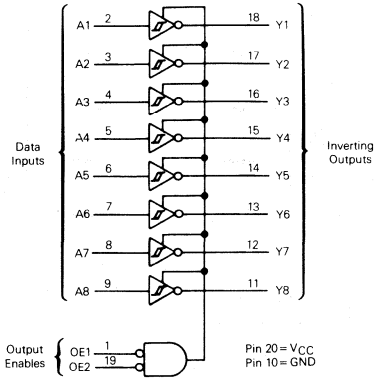 A1 2 18 Y1
A2 3 17 Y2
A3 4 16 Y3
A4 5 15 Y4
Data
Inputs
Inverting
Outputs
A5 6 14 Y5
A6 7 13 Y6
A7 8 12 Y7
A8 9 11 Y8
Output
Enables
OE1 1
OE2 19
Pin 20 = VCC
Pin 10 = GND